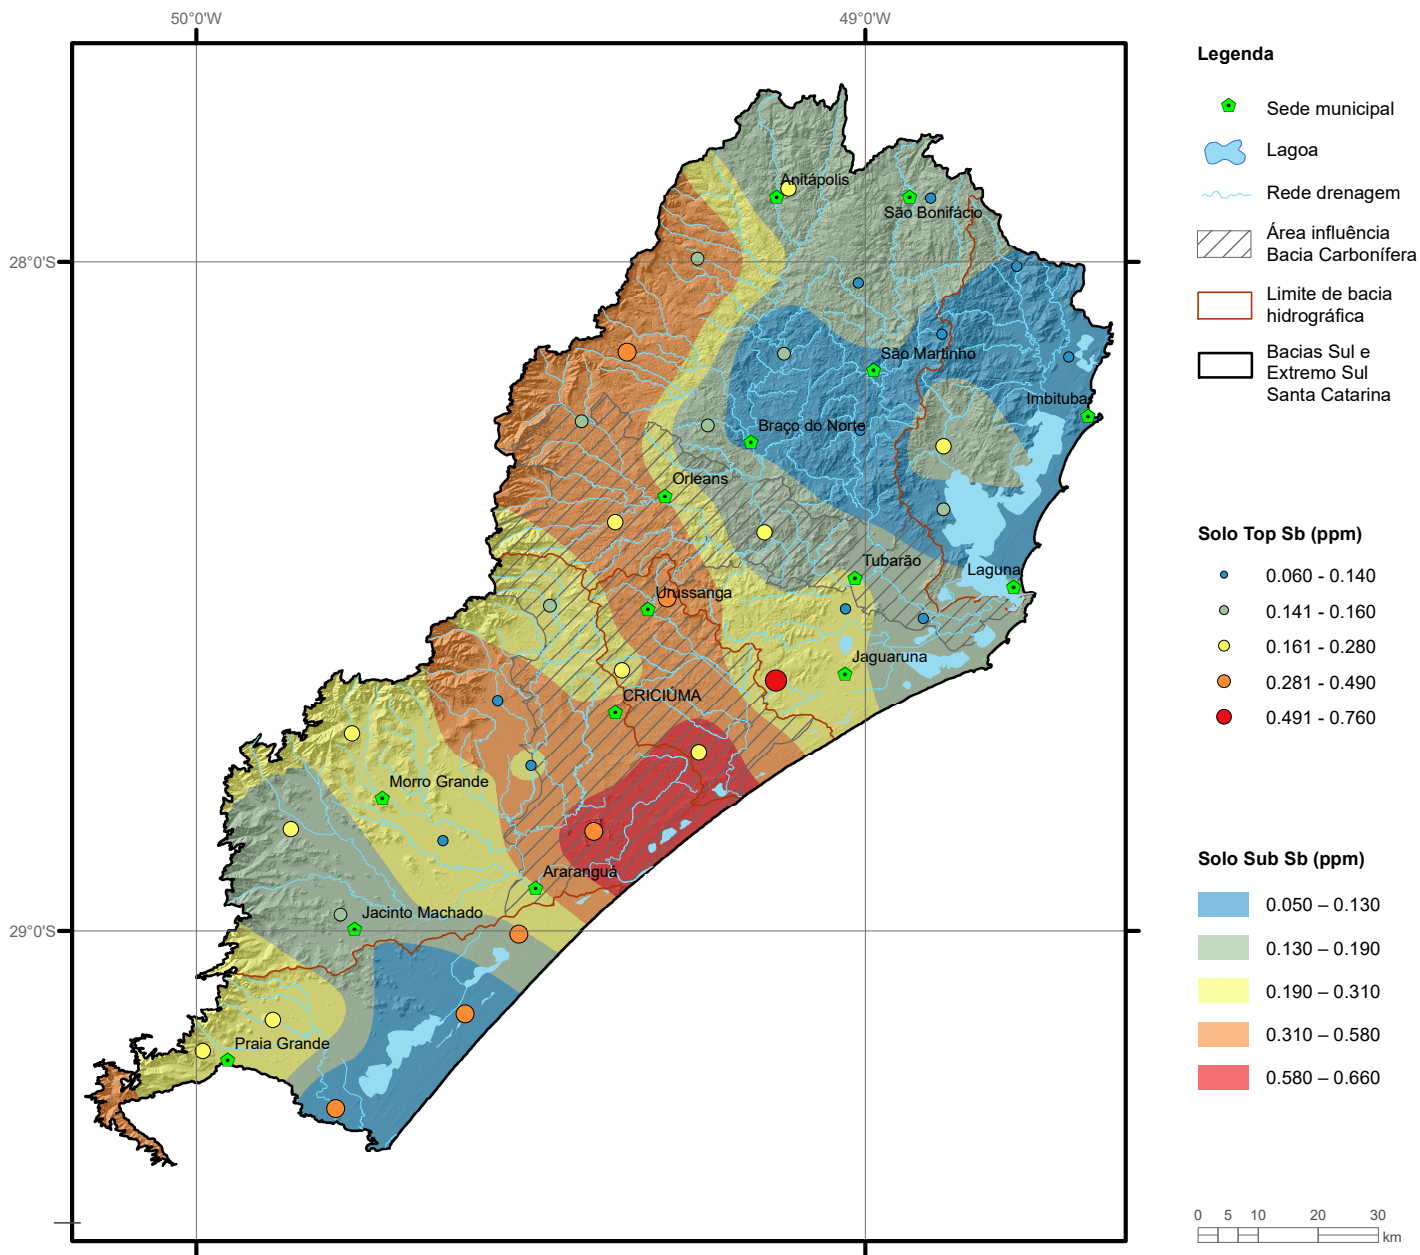 50°0'W
49°0'W
28°0'S
29°0'S
Anitápolis
São Bonifácio
São Martinho
Imbituba
Braço do Norte
Orleans
Tubarão
Laguna
Urussanga
Jaguaruna
CRICIÚMA
Morro Grande
Araranguá
Jacinto Machado
Praia Grande
Legenda
Sede municipal
Lagoa
Rede drenagem
Área influência
Bacia Carbonífera
Limite de bacia
hidrográfica
Bacias Sul e
Extremo Sul
Santa Catarina
Solo Top Sb (ppm)
0.060 - 0.140
0.141 - 0.160
0.161 - 0.280
0.281 - 0.490
0.491 - 0.760
Solo Sub Sb (ppm)
0.050 – 0.130
0.130 – 0.190
0.190 – 0.310
0.310 – 0.580
0.580 – 0.660
0 5 10 20 30
km